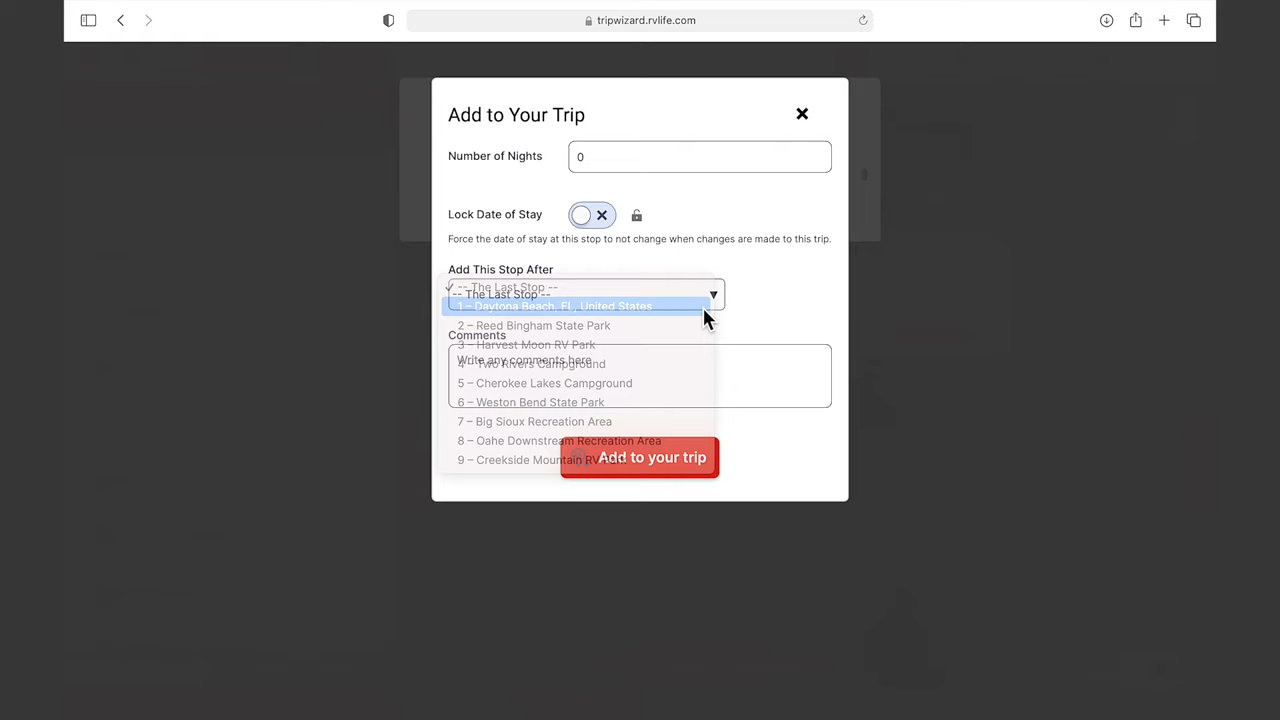 tripwizard.rvlife.com
Add to Your Trip
Number of Nights
0
Lock Date of Stay
Force the date of stay at this stop to not change when changes are made to this trip.
Add This Stop After
-- The Last Stop --
-- The Last Stop --
1 – Daytona Beach, FL, United States
2 – Reed Bingham State Park
Comments
3 – Harvest Moon RV Park
Write any comments here
4 – Two Rivers Campground
5 – Cherokee Lakes Campground
6 – Weston Bend State Park
7 – Big Sioux Recreation Area
8 – Oahe Downstream Recreation Area
9 – Creekside Mountain RV
Add to your trip